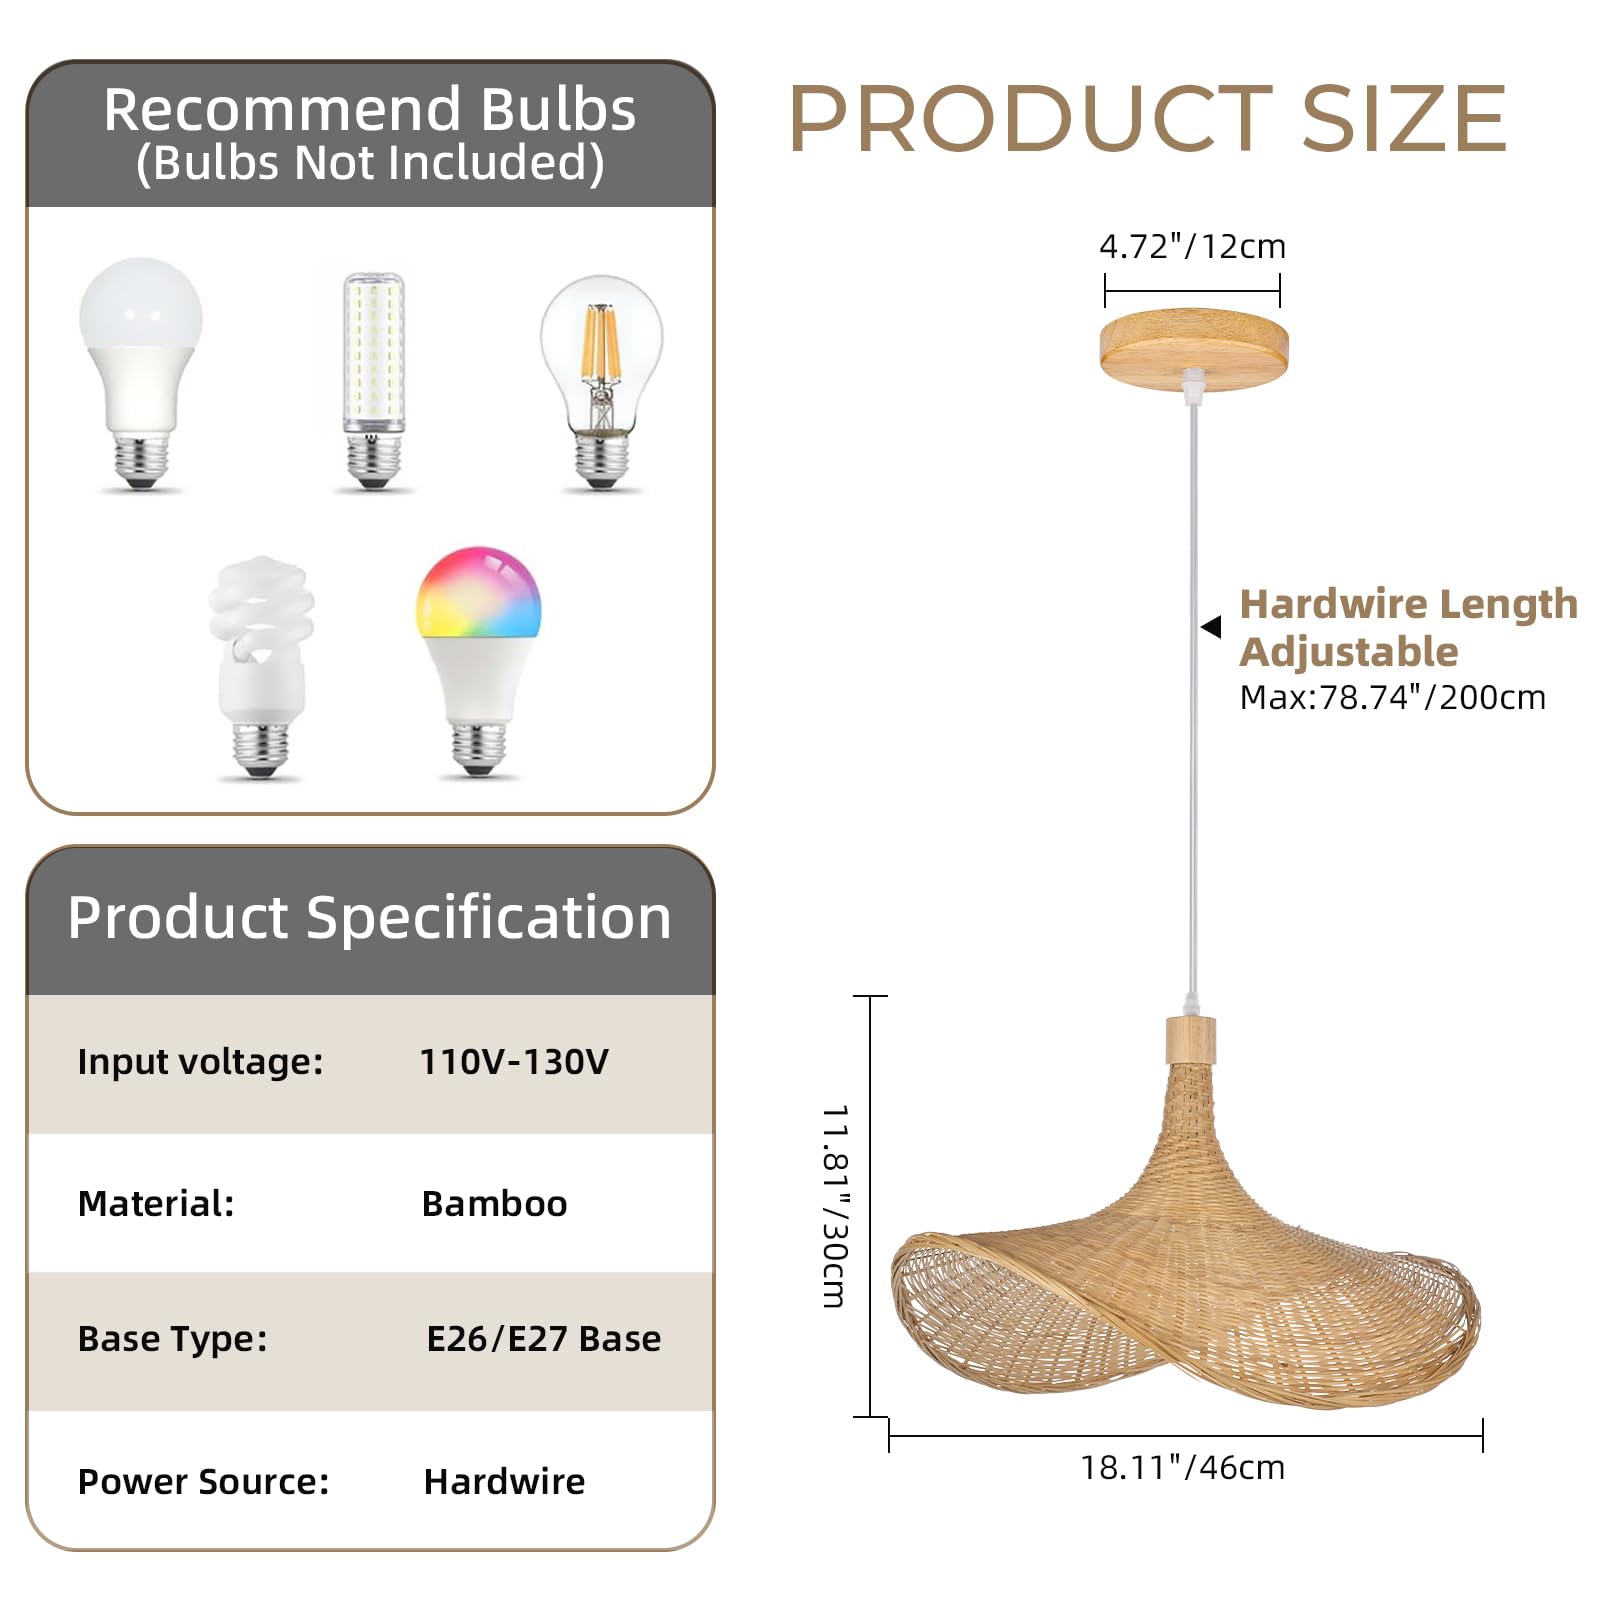 Recommend Bulbs
(Bulbs Not Included)
PRODUCT SIZE
4.72"/12cm
Hardwire Length
Adjustable
Max:78.74"/200cm
11.81"/30cm
18.11"/46cm
Product Specification
Input voltage: 110V-130V
Material: Bamboo
Base Type: E26/E27 Base
Power Source: Hardwire